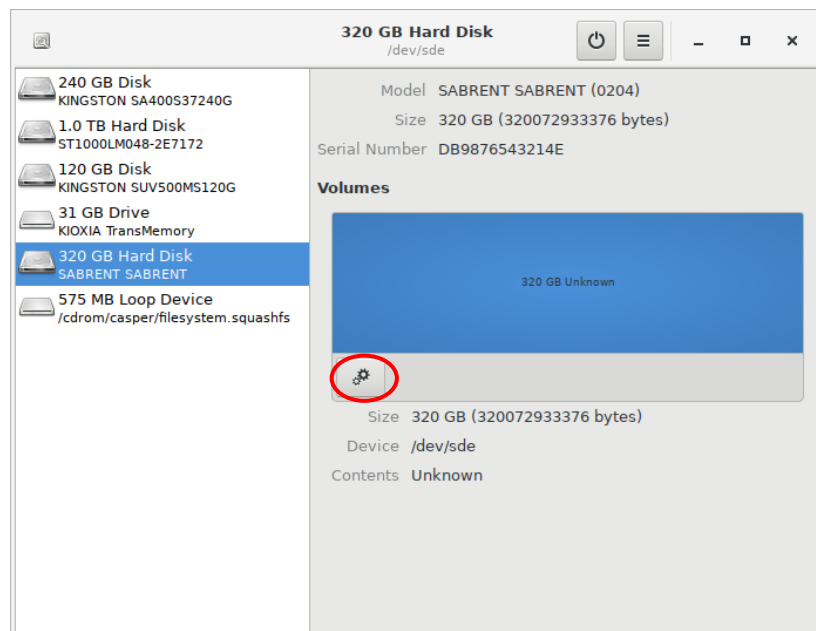 320 GB Hard Disk
/dev/sde
240 GB Disk
KINGSTON SA400S37240G
1.0 TB Hard Disk
ST1000LM048-2E7172
120 GB Disk
KINGSTON SUV500MS120G
31 GB Drive
KIOXIA TransMemory
320 GB Hard Disk
SABRENT SABRENT
575 MB Loop Device
/cdrom/casper/filesystem.squashfs
Model SABRENT SABRENT (0204)
Size 320 GB (320072933376 bytes)
Serial Number DB9876543214E
Volumes
320 GB Unknown
Size 320 GB (320072933376 bytes)
Device /dev/sde
Contents Unknown